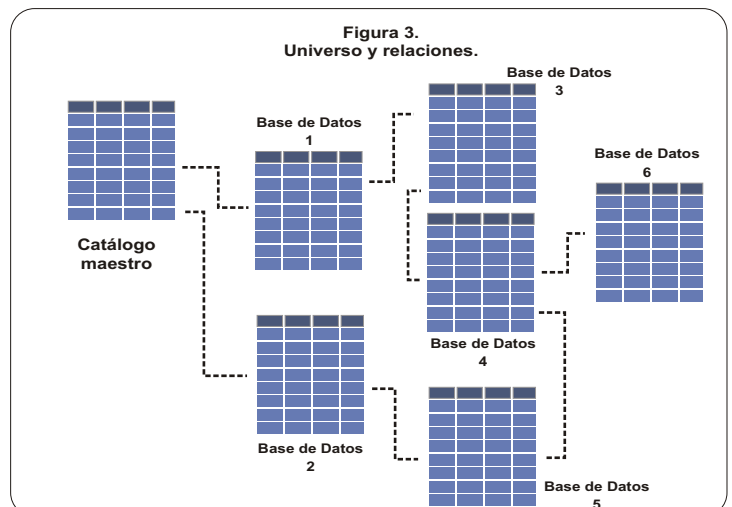 Figura 3.
Universo y relaciones.
Base de Datos
3
Base de Datos
1
Base de Datos
6
Catálogo
maestro
Base de Datos
4
Base de Datos
2
Base de Datos
5